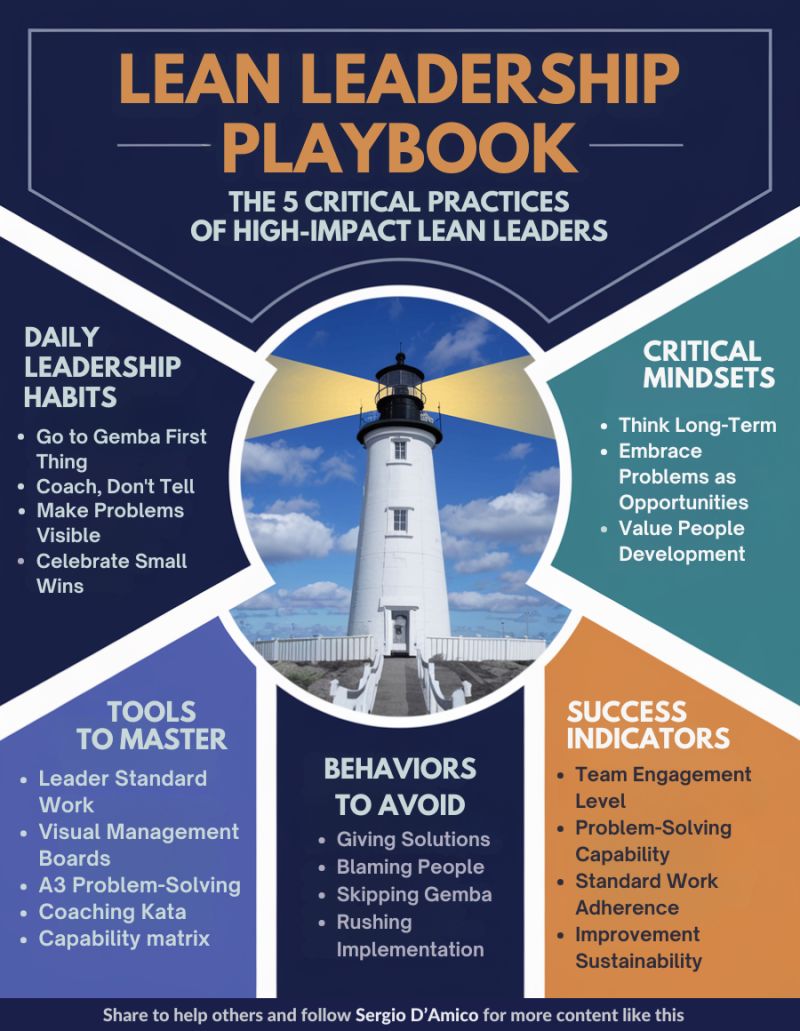 LEAN LEADERSHIP
PLAYBOOK
THE 5 CRITICAL PRACTICES
OF HIGH-IMPACT LEAN LEADERS
DAILY
LEADERSHIP
HABITS
• Go to Gemba First
Thing
• Coach, Don't Tell
• Make Problems
Visible
• Celebrate Small
Wins
CRITICAL
MINDSETS
• Think Long-Term
• Embrace
Problems as
Opportunities
• Value People
Development
TOOLS
TO MASTER
• Leader Standard
Work
• Visual Management
Boards
• A3 Problem-Solving
• Coaching Kata
• Capability matrix
BEHAVIORS
TO AVOID
• Giving Solutions
• Blaming People
• Skipping Gemba
• Rushing
Implementation
SUCCESS
INDICATORS
• Team Engagement
Level
• Problem-Solving
Capability
• Standard Work
Adherence
• Improvement
Sustainability
Share to help others and follow Sergio D’Amico for more content like this